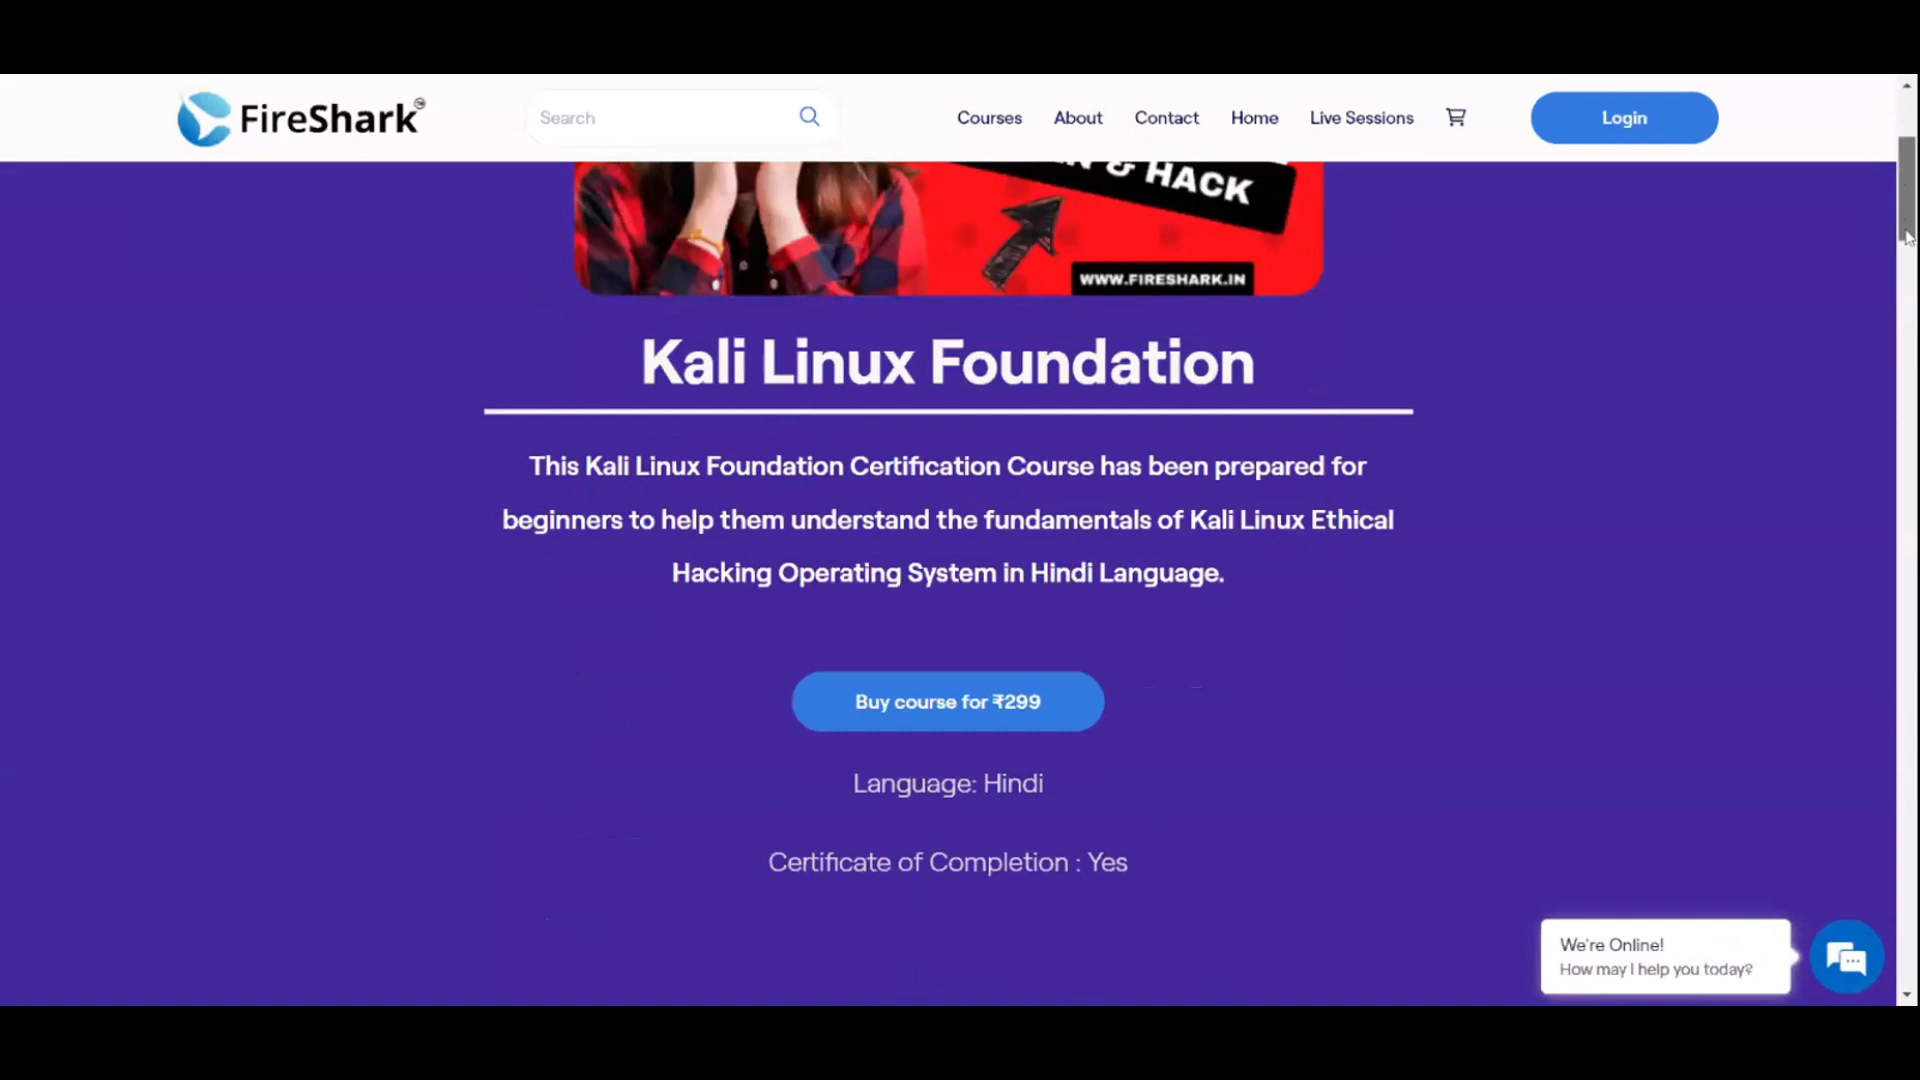 FireShark
Search
Courses
About
Contact
Home
Live Sessions
Login
& HACK
WWW.FIRESHARK.IN
Kali Linux Foundation
This Kali Linux Foundation Certification Course has been prepared for
beginners to help them understand the fundamentals of Kali Linux Ethical
Hacking Operating System in Hindi Language.
Buy course for ₹299
Language: Hindi
Certificate of Completion : Yes
We're Online!
How may I help you today?